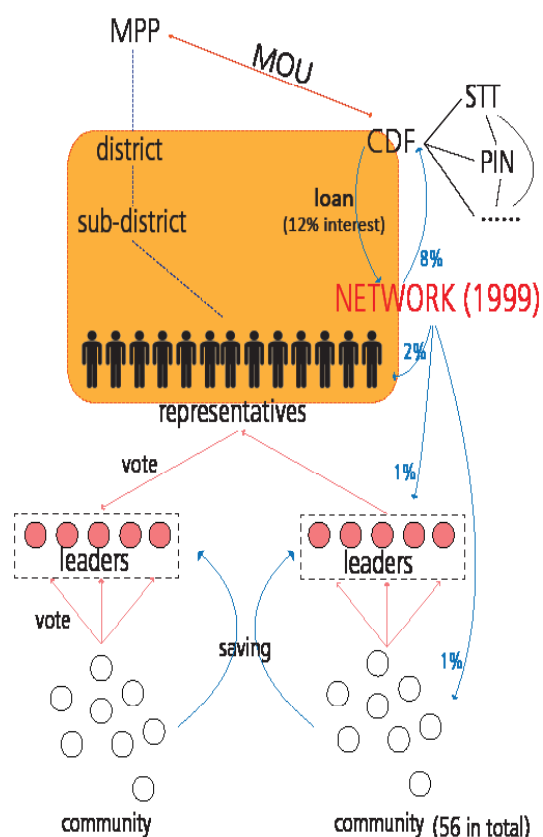 MPP
MOU
STT
CDF
PIN
......
district
loan
(12% interest)
sub-district
8%
NETWORK (1999)
2%
representatives
vote
1%
leaders
leaders
vote
saving
1%
community
community (56 in total)